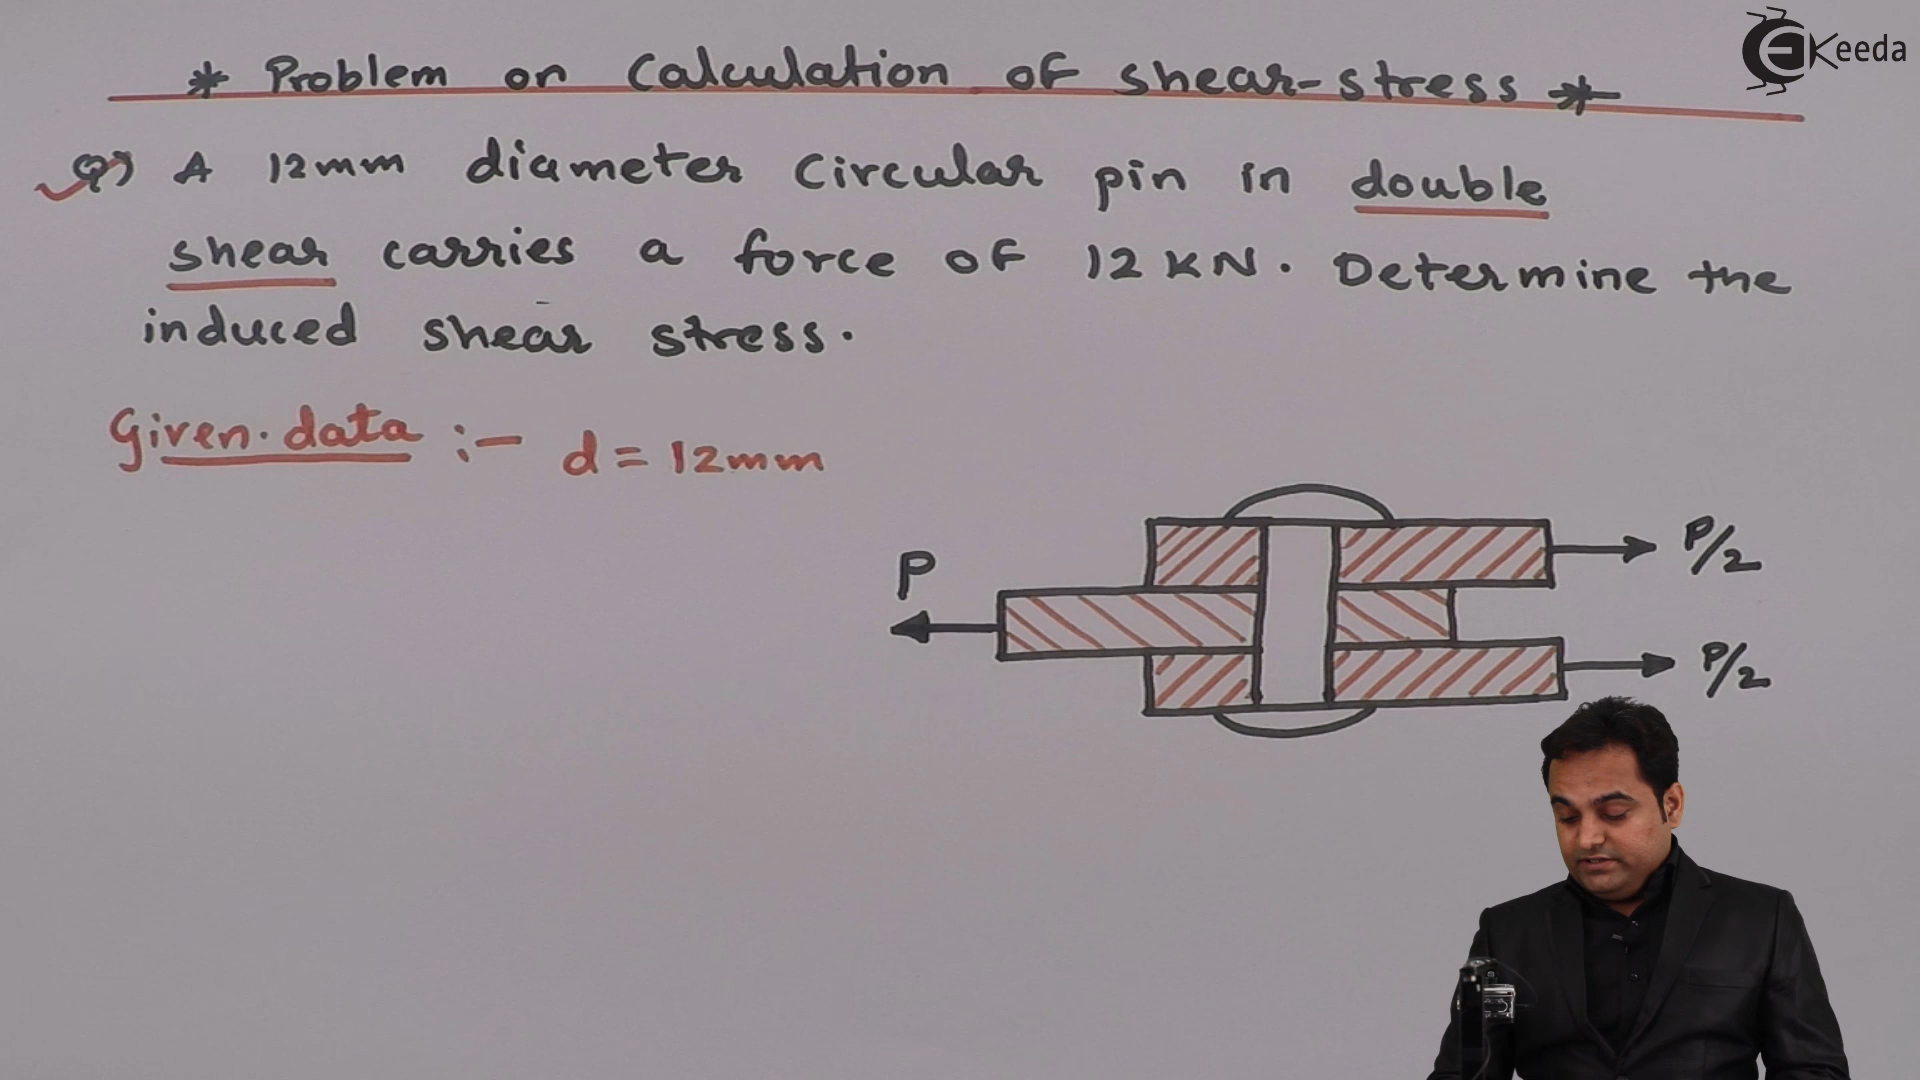 Keeda
* Problem on Calculation of shear-stress *
Q) A 12mm diameter circular pin in double
shear carries a force of 12 KN. Determine the
induced shear stress.
Given data :- d = 12mm
P
P/2
P/2